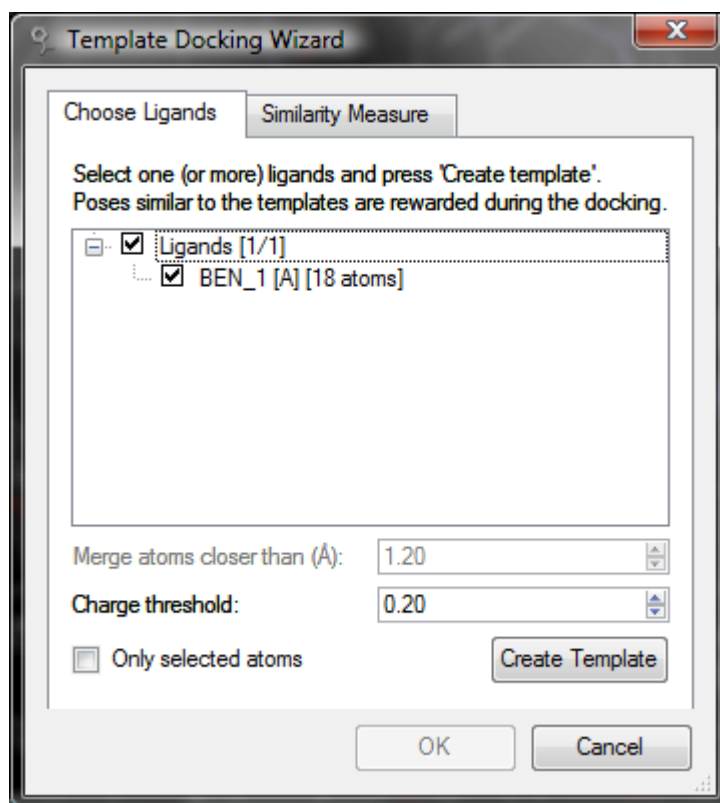 Template Docking Wizard
Choose Ligands
Similarity Measure
Select one (or more) ligands and press 'Create template'.
Poses similar to the templates are rewarded during the docking.
Ligands [1/1]
BEN_1 [A] [18 atoms]
Merge atoms closer than (Å): 1.20
Charge threshold: 0.20
Only selected atoms
Create Template
OK
Cancel